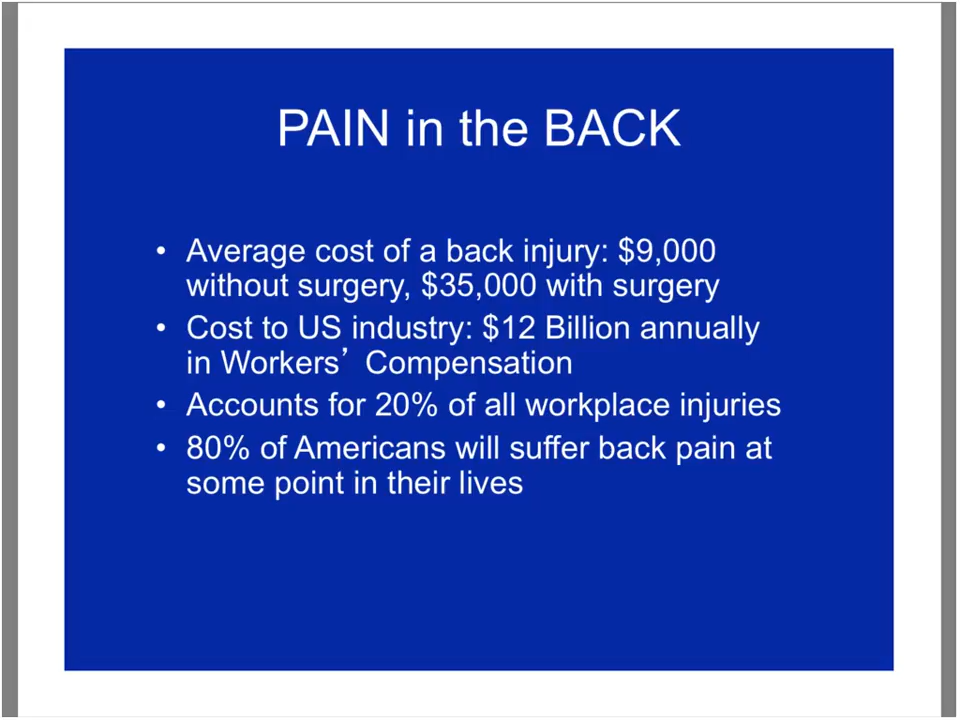 PAIN in the BACK
• Average cost of a back injury: $9,000
without surgery, $35,000 with surgery
• Cost to US industry: $12 Billion annually
in Workers’ Compensation
• Accounts for 20% of all workplace injuries
• 80% of Americans will suffer back pain at
some point in their lives